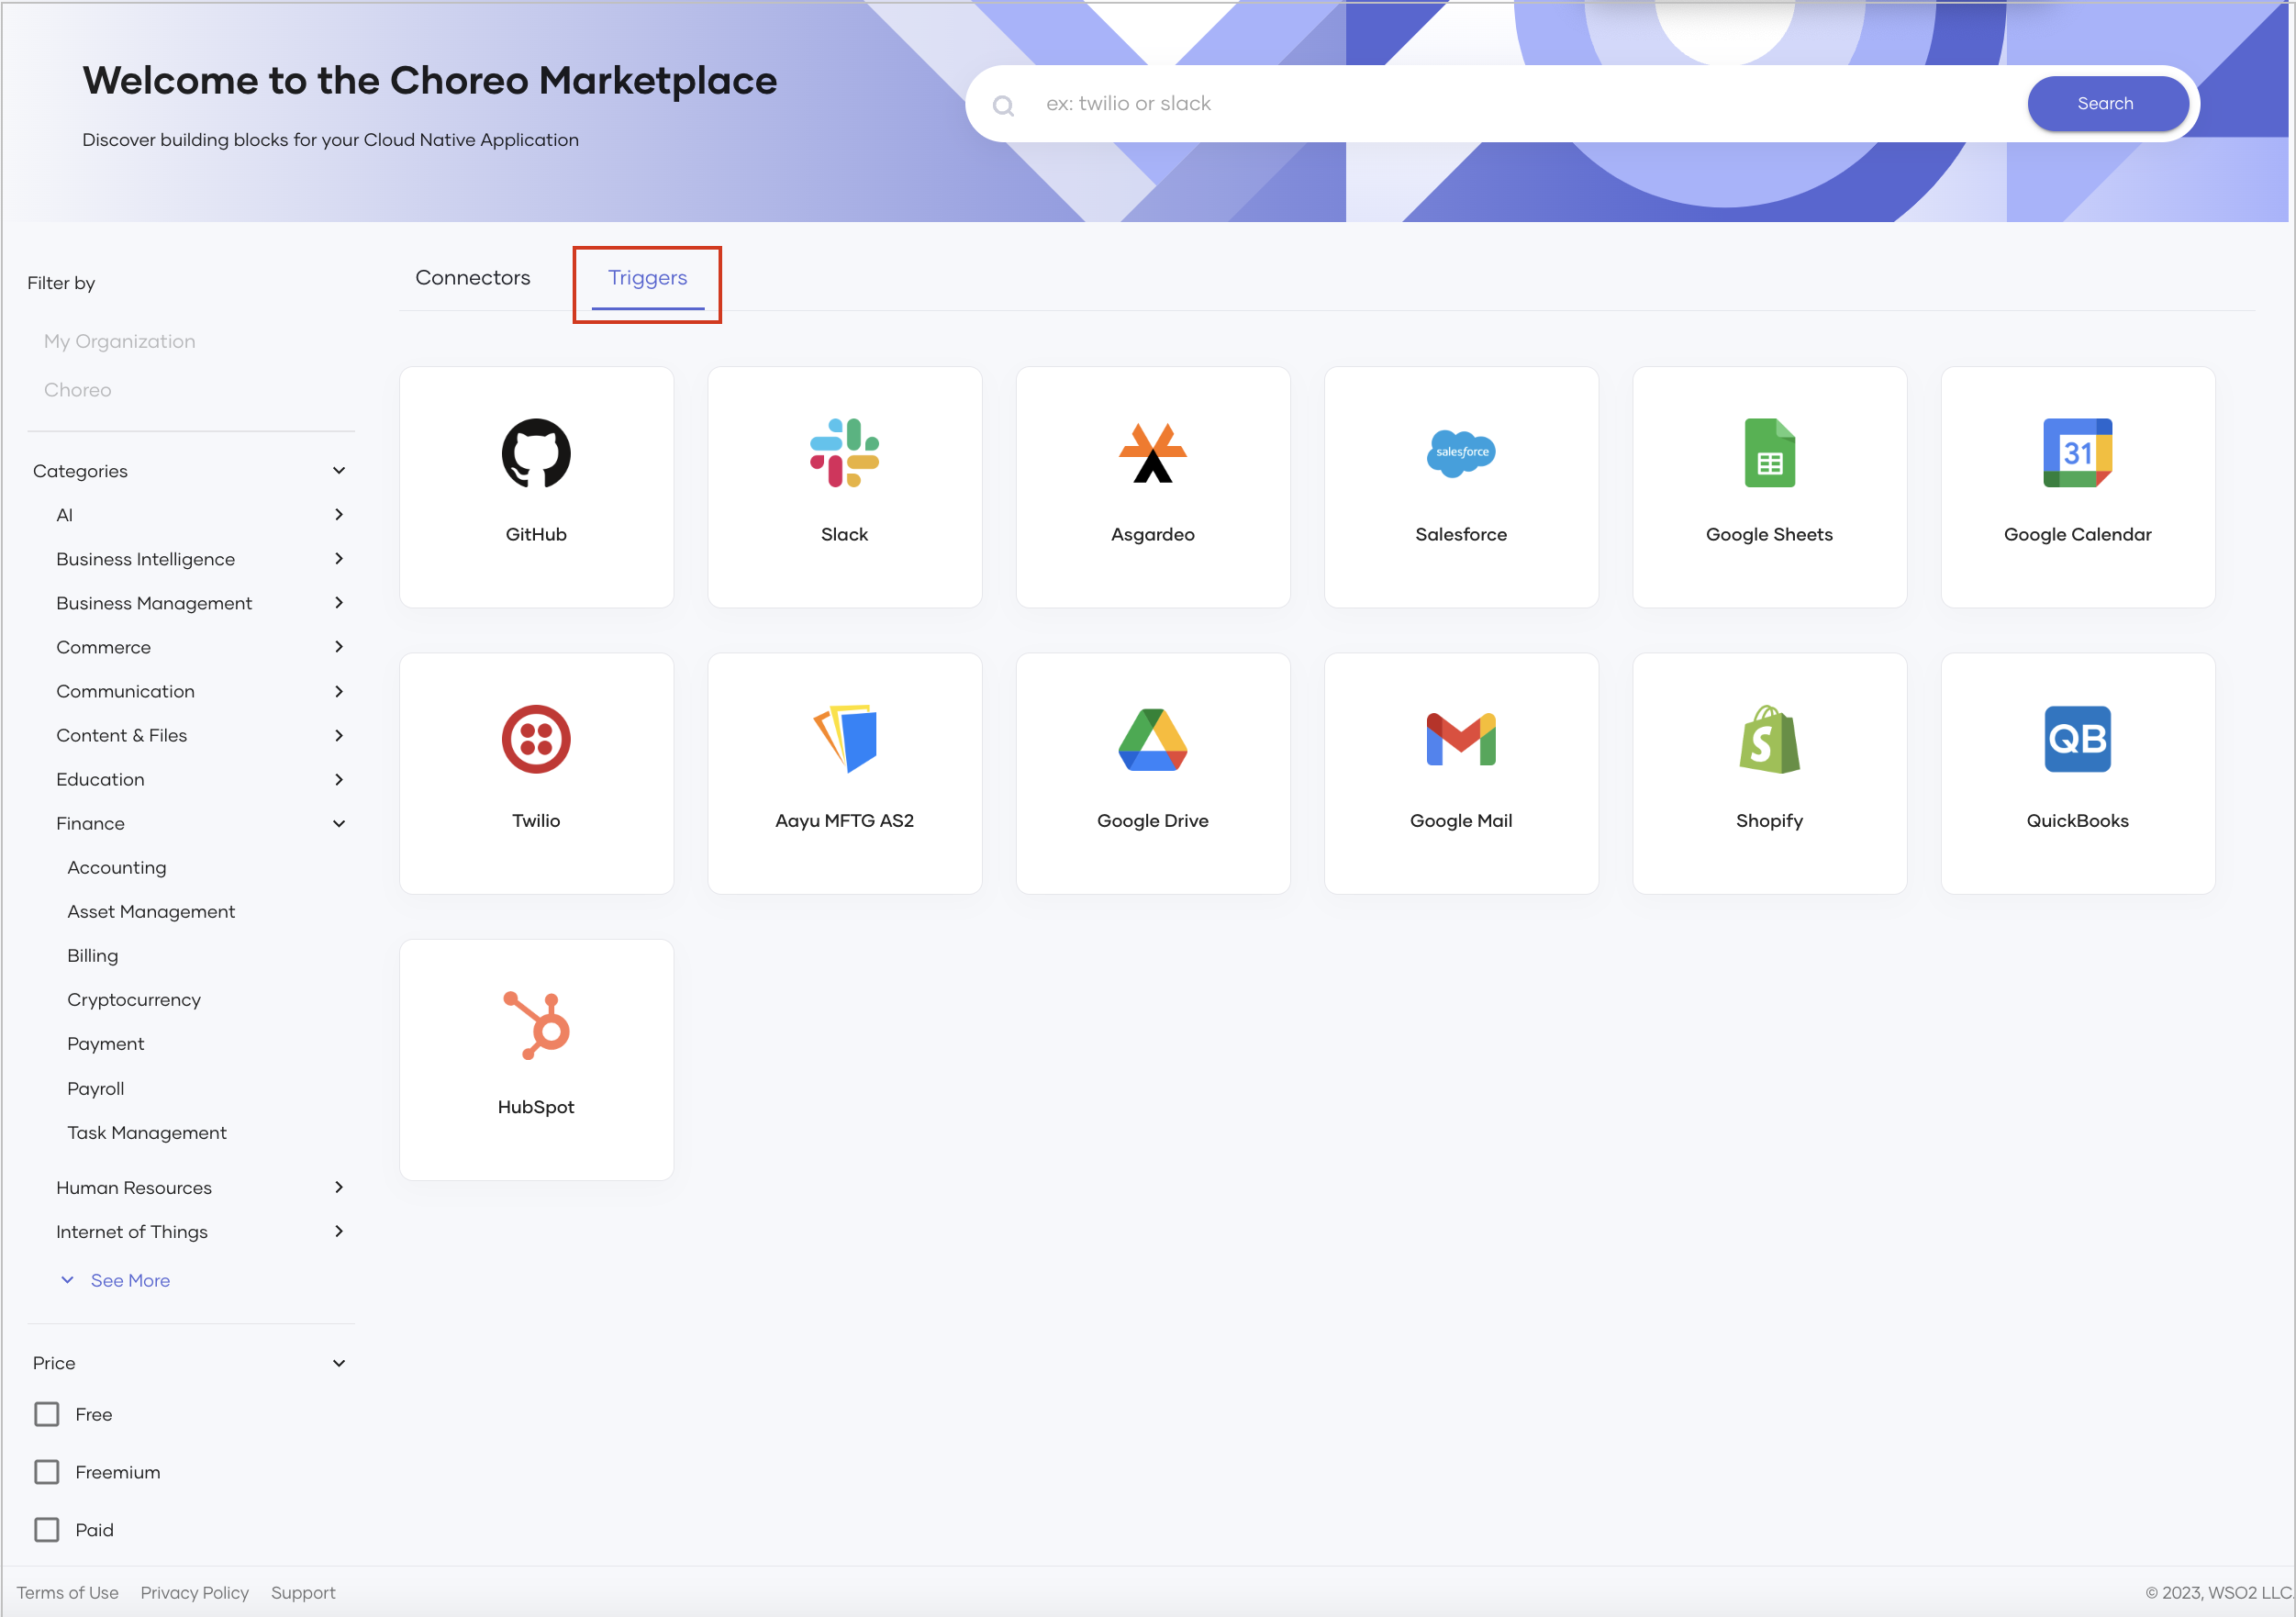 Welcome to the Choreo Marketplace
Discover building blocks for your Cloud Native Application
ex: twilio or slack
Search
Filter by
My Organization
Choreo
Categories
AI
Business Intelligence
Business Management
Commerce
Communication
Content & Files
Education
Finance
Accounting
Asset Management
Billing
Cryptocurrency
Payment
Payroll
Task Management
Human Resources
Internet of Things
See More
Price
Free
Freemium
Paid
Connectors
Triggers
GitHub
Slack
Asgardeo
salesforce
Salesforce
Google Sheets
31
Google Calendar
Twilio
Aayu MFTG AS2
Google Drive
Google Mail
S
Shopify
QB
QuickBooks
HubSpot
Terms of Use Privacy Policy Support
© 2023, WSO2 LLC.